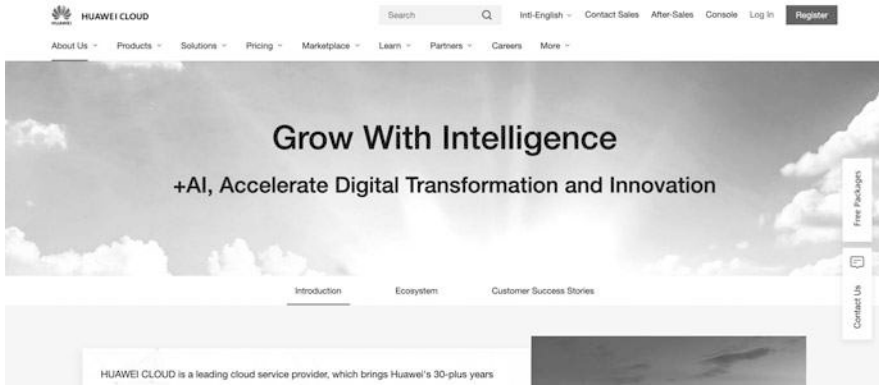 HUAWEI
HUAWEI CLOUD
Search
Intl-English
Contact Sales
After-Sales
Console
Log In
Register
About Us
Products
Solutions
Pricing
Marketplace
Learn
Partners
Careers
More
Grow With Intelligence
+AI, Accelerate Digital Transformation and Innovation
Free Packages
Contact Us
Introduction
Ecosystem
Customer Success Stories
HUAWEI CLOUD is a leading cloud service provider, which brings Huawei's 30-plus years